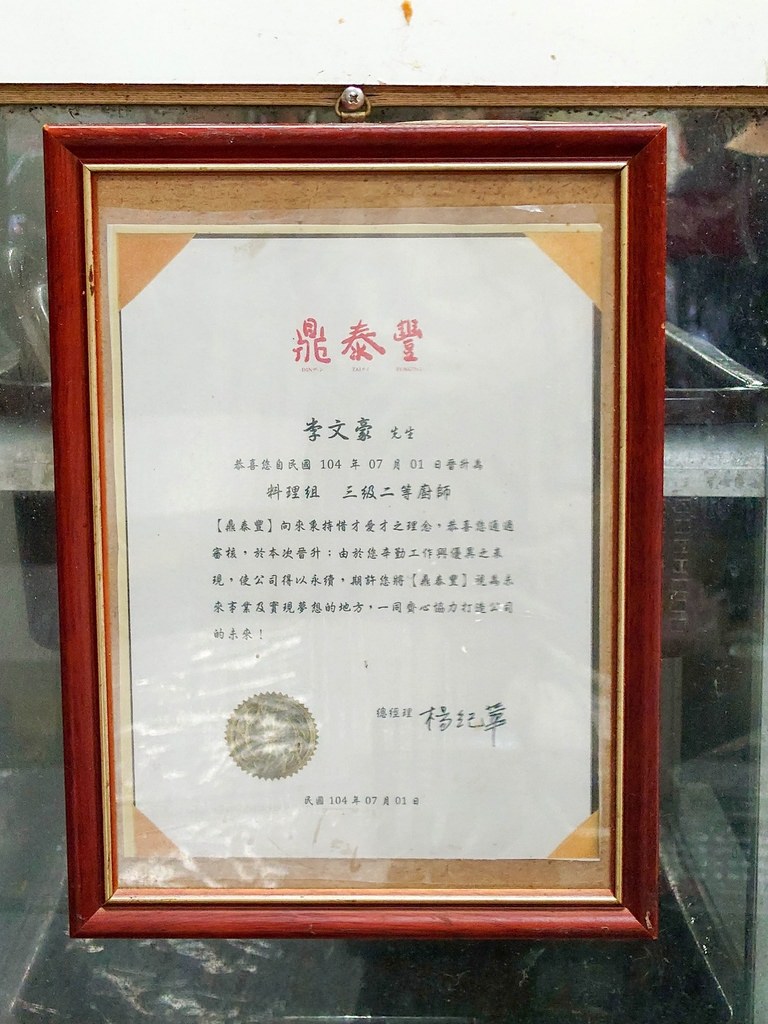 鼎泰豐
李文豪 先生
恭喜您自民國 104 年 07 月 01 日晉升為
料理組 三級二等廚師
【鼎泰豐】向來秉持惜才愛才之理念，恭喜您通過
審核，於本次晉升；由於您辛勤工作與優異之表
現，使公司得以永續，期許您將【鼎泰豐】視為未
來事業及實現夢想的地方，一同齊心協力打造公司
的未來！
總經理 楊紀華
民國 104 年 07 月 01 日